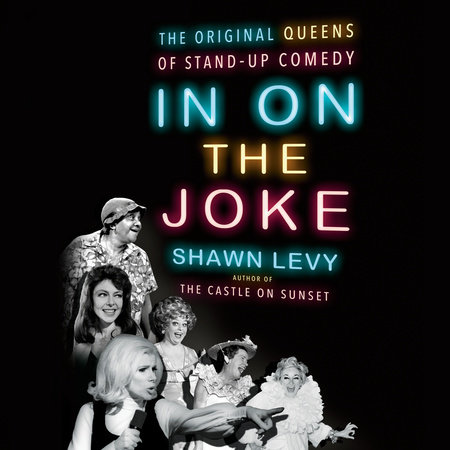 THE ORIGINAL QUEENS
OF STAND-UP COMEDY
IN ON
THE
JOKE
SHAWN LEVY
AUTHOR OF
THE CASTLE ON SUNSET